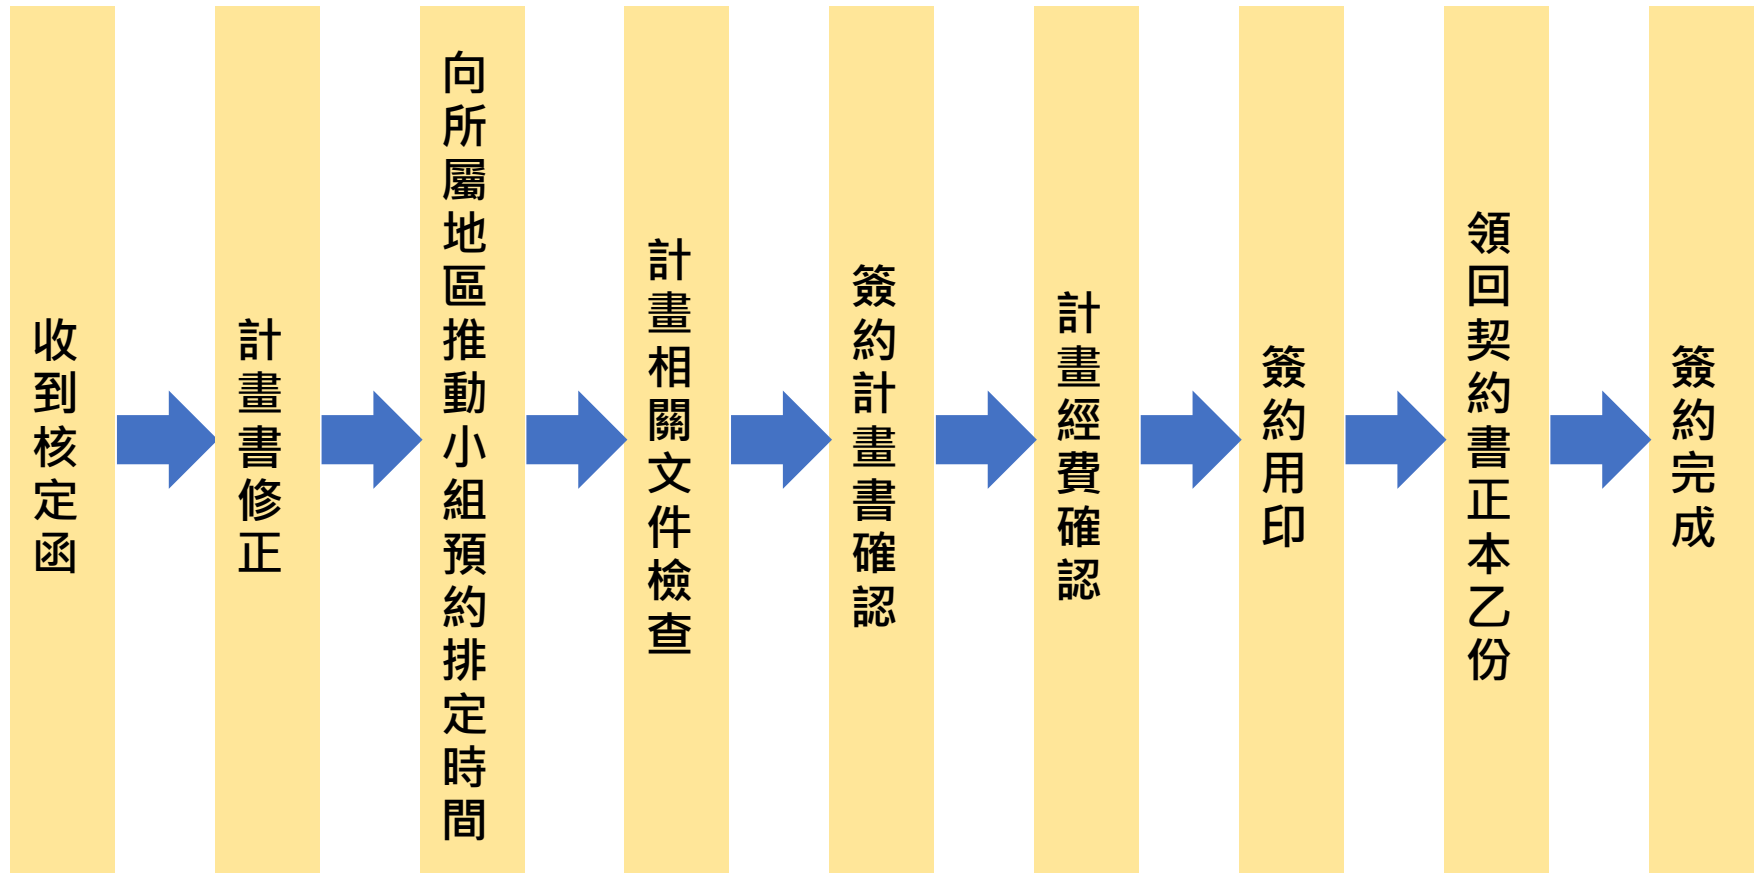 收到核定函
計畫書修正
向所屬地區推動小組預約排定時間
計畫相關文件檢查
簽約計畫書確認
計畫經費確認
簽約用印
領回契約書正本乙份
簽約完成